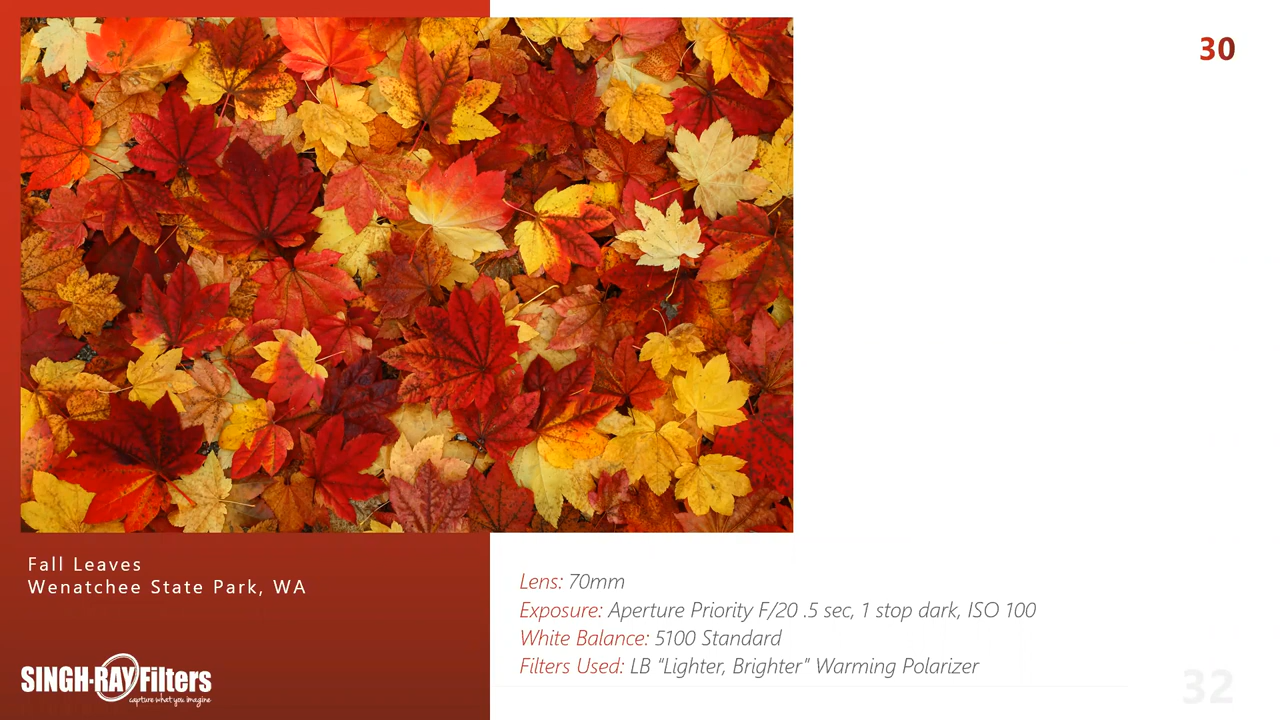 30
Fall Leaves
Wenatchee State Park, WA
Lens: 70mm
Exposure: Aperture Priority F/20 .5 sec, 1 stop dark, ISO 100
White Balance: 5100 Standard
Filters Used: LB "Lighter, Brighter" Warming Polarizer
SINGH-RAY Filters
capture what you imagine
32